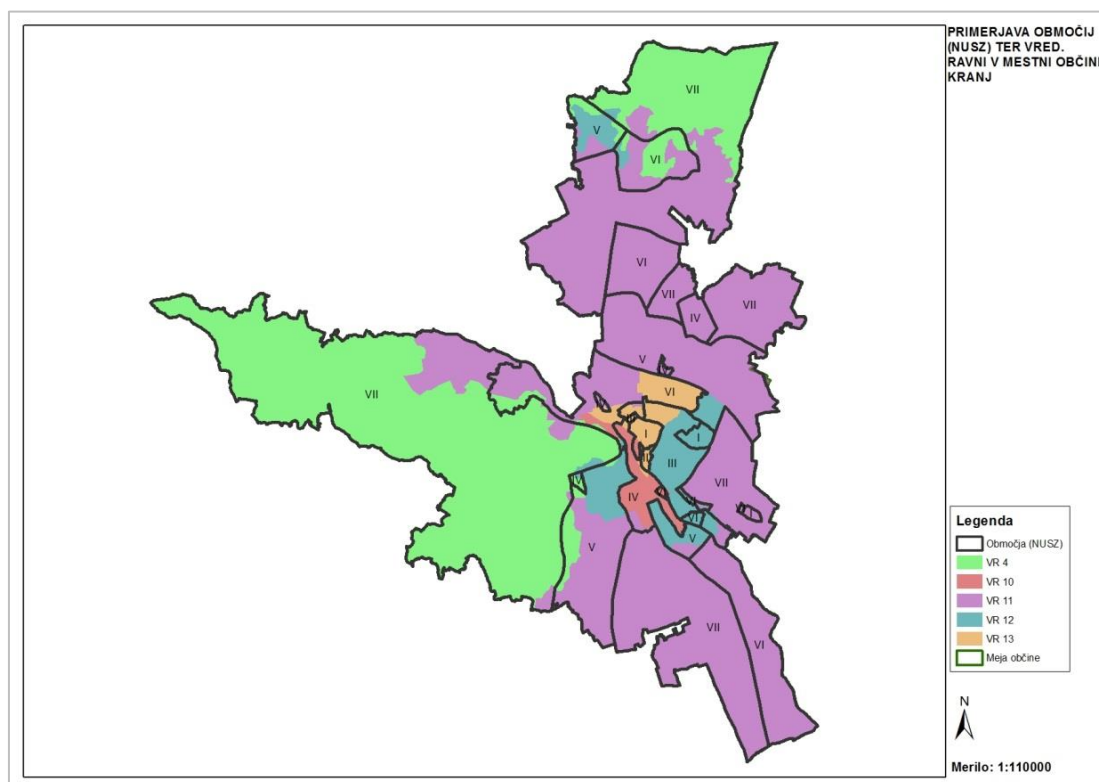 PRIMERJAVA OBMOČIJ
(NUSZ) TER VRED.
RAVNI V MESTNI OBČINI
KRANJ
VII
V
VI
VI
VII
IV
VII
V
VII
VI
I
I
III
IV
VII
VI
V
V
VII
VI
Legenda
Območja (NUSZ)
VR 4
VR 10
VR 11
VR 12
VR 13
Meja občine
N
Merilo: 1:110000